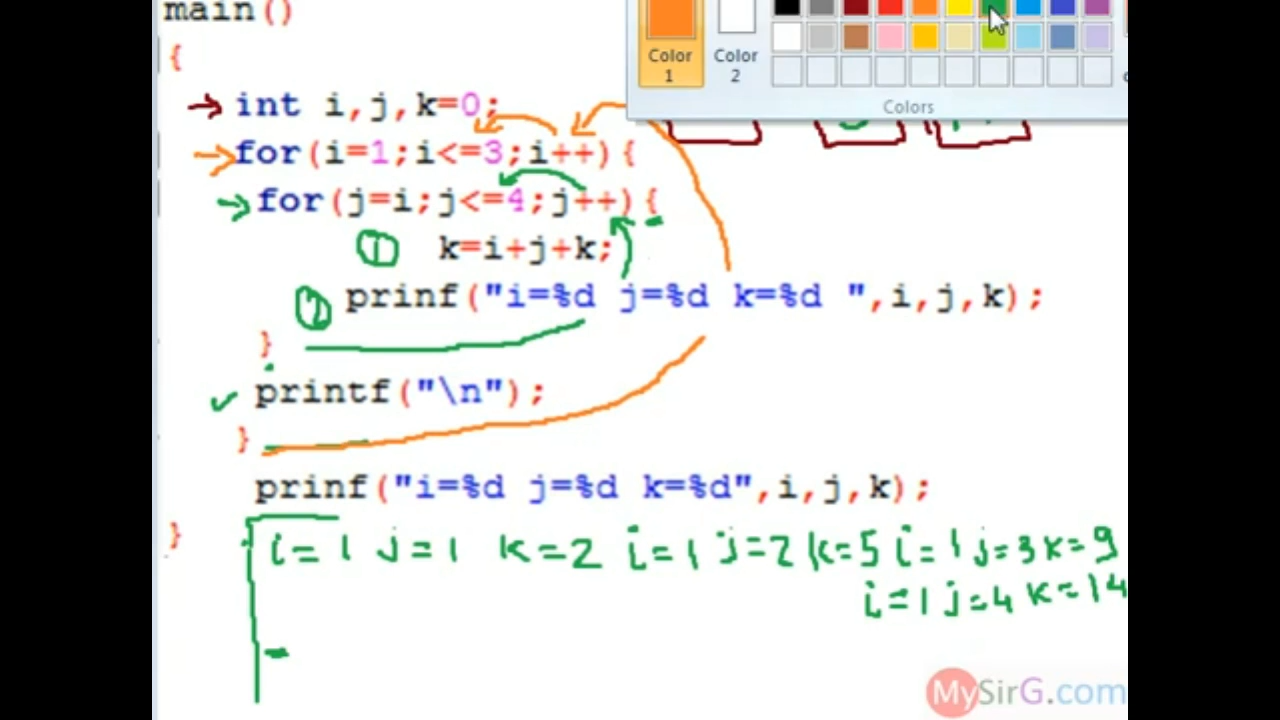 main()
{
int i,j,k=0;
for(i=1;i<=3;i++){
for(j=i;j<=4;j++){
① k=i+j+k;
② prinf("i=%d j=%d k=%d ",i,j,k);
}
printf("\n");
}
prinf("i=%d j=%d k=%d",i,j,k);
}
i=1 j=1 k=2 i=1 j=2 k=5 i=1 j=3 k=9
i=1 j=4 k=14
Color 1
Color 2
Colors
MySirG.com